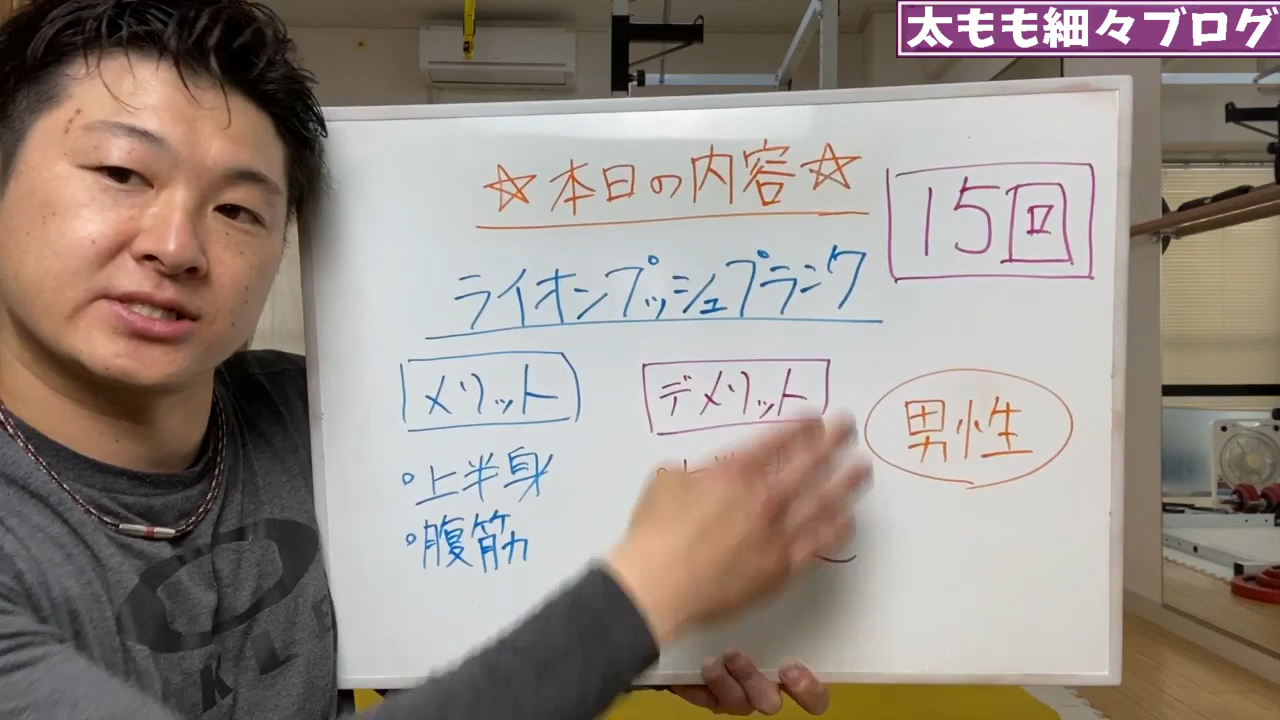 太もも細々ブログ
☆本日の内容☆
15回
ライオンプッシュプランク
メリット
デメリット
男性
・上半身
・腹筋